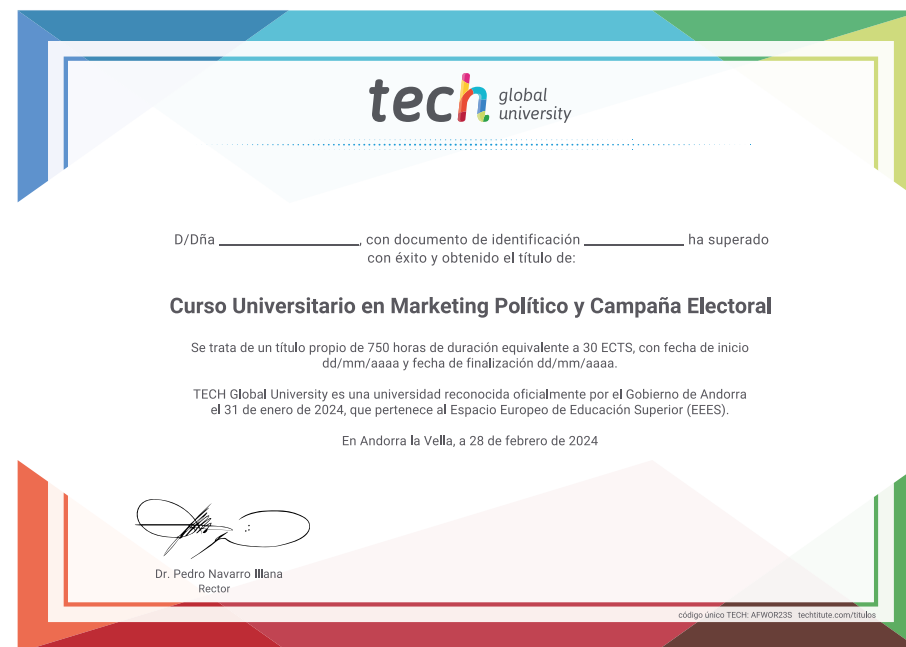 tech global
university
D/Dña ______________, con documento de identificación __________ ha superado
con éxito y obtenido el título de:
Curso Universitario en Marketing Político y Campaña Electoral
Se trata de un título propio de 750 horas de duración equivalente a 30 ECTS, con fecha de inicio
dd/mm/aaaa y fecha de finalización dd/mm/aaaa.
TECH Global University es una universidad reconocida oficialmente por el Gobierno de Andorra
el 31 de enero de 2024, que pertenece al Espacio Europeo de Educación Superior (EEES).
En Andorra la Vella, a 28 de febrero de 2024
Dr. Pedro Navarro Illana
Rector
código único TECH: AFWOR23S techtitute.com/titulos